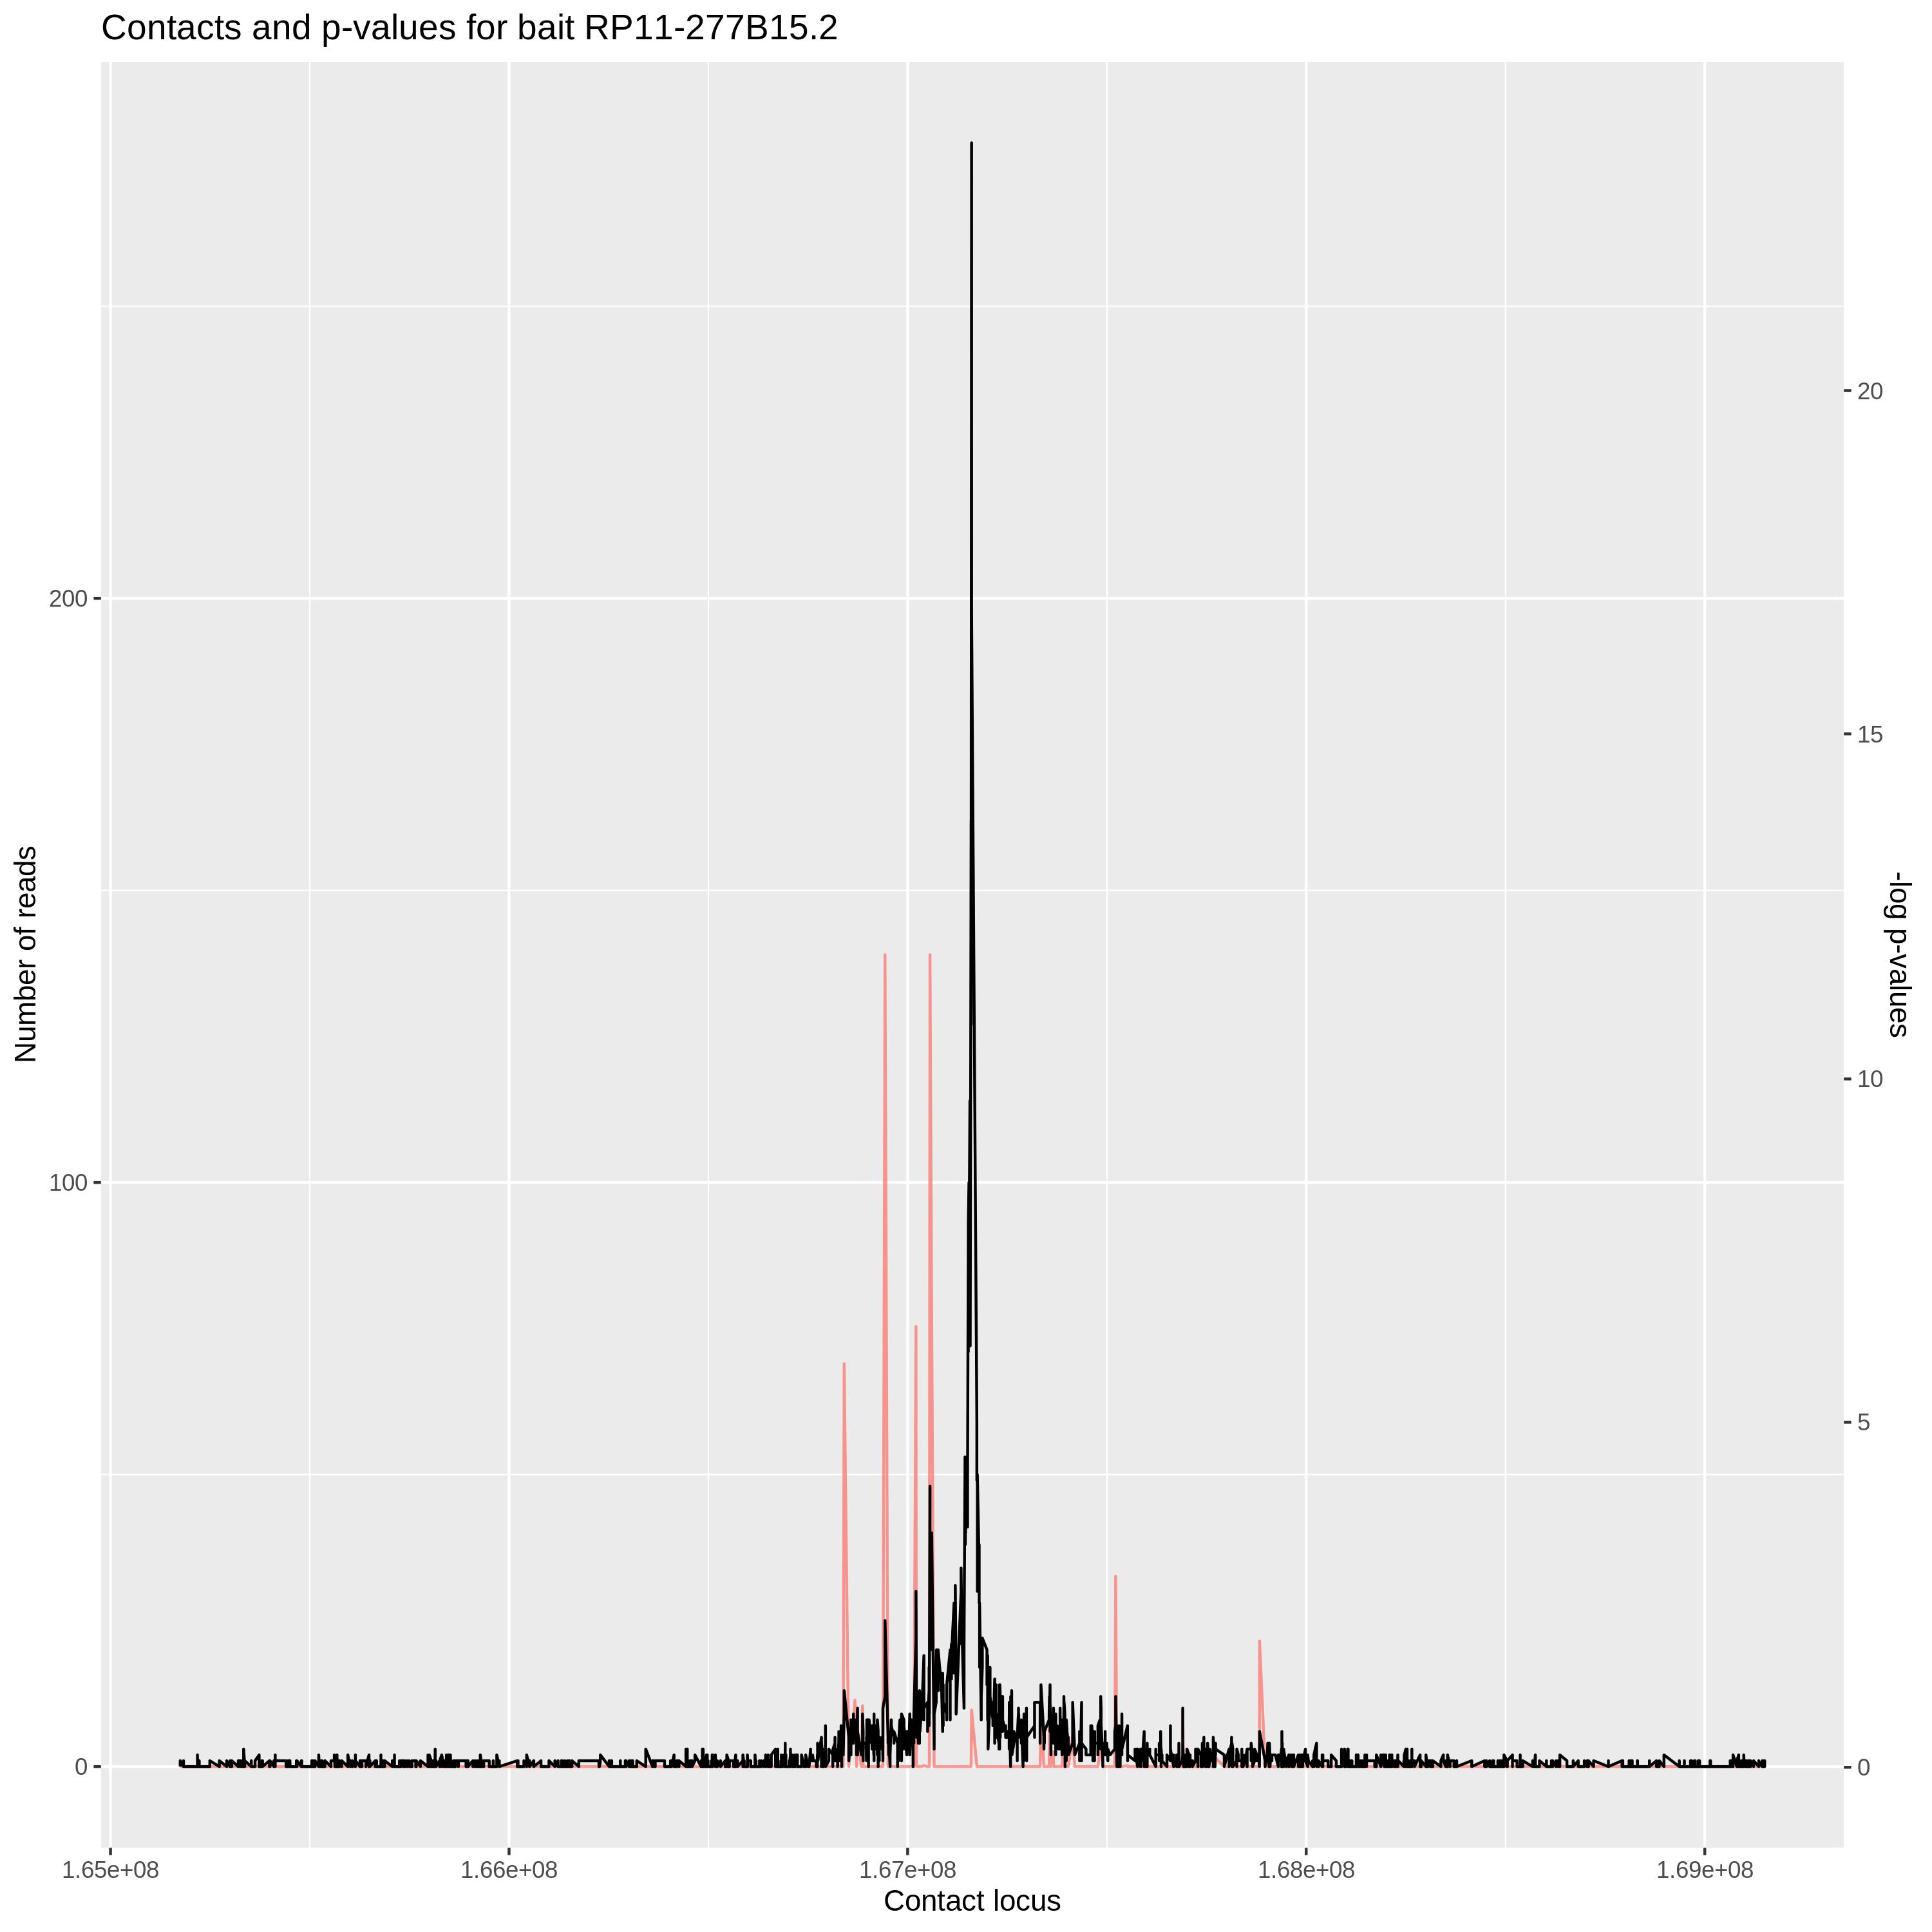 Contacts and p-values for bait RP11-277B15.2
200
100
0
Number of reads
20
15
10
5
0
-log p-values
1.65e+08
1.66e+08
1.67e+08
1.68e+08
1.69e+08
Contact locus